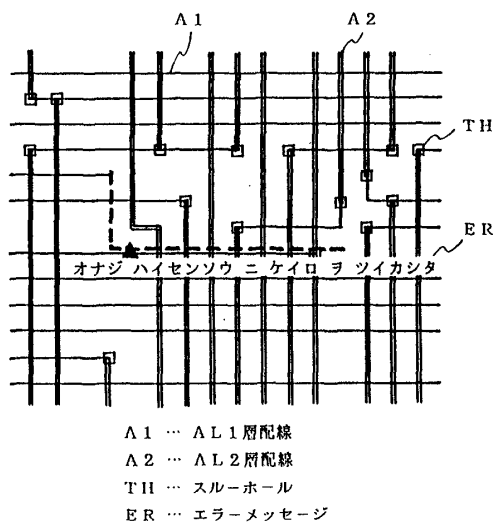 A1
A2
TH
ER
オナジ ハイセンソウ ニ ケイロ ヲ ツイカシタ
A1 … AL1層配線
A2 … AL2層配線
TH … スルーホール
ER … エラーメッセージ